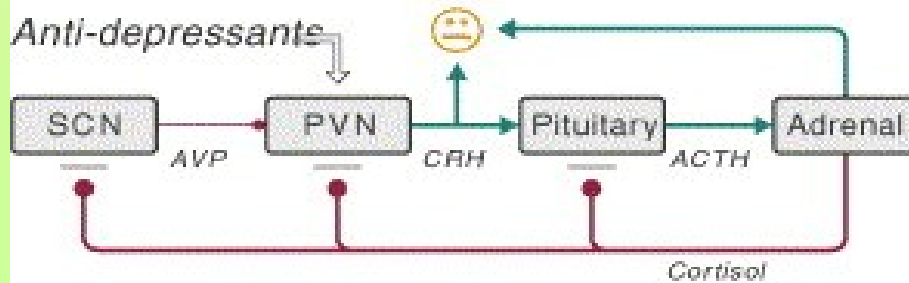 Anti-depressants
SCN
PVN
Pituitary
Adrenal
AVP
CRH
ACTH
Cortisol